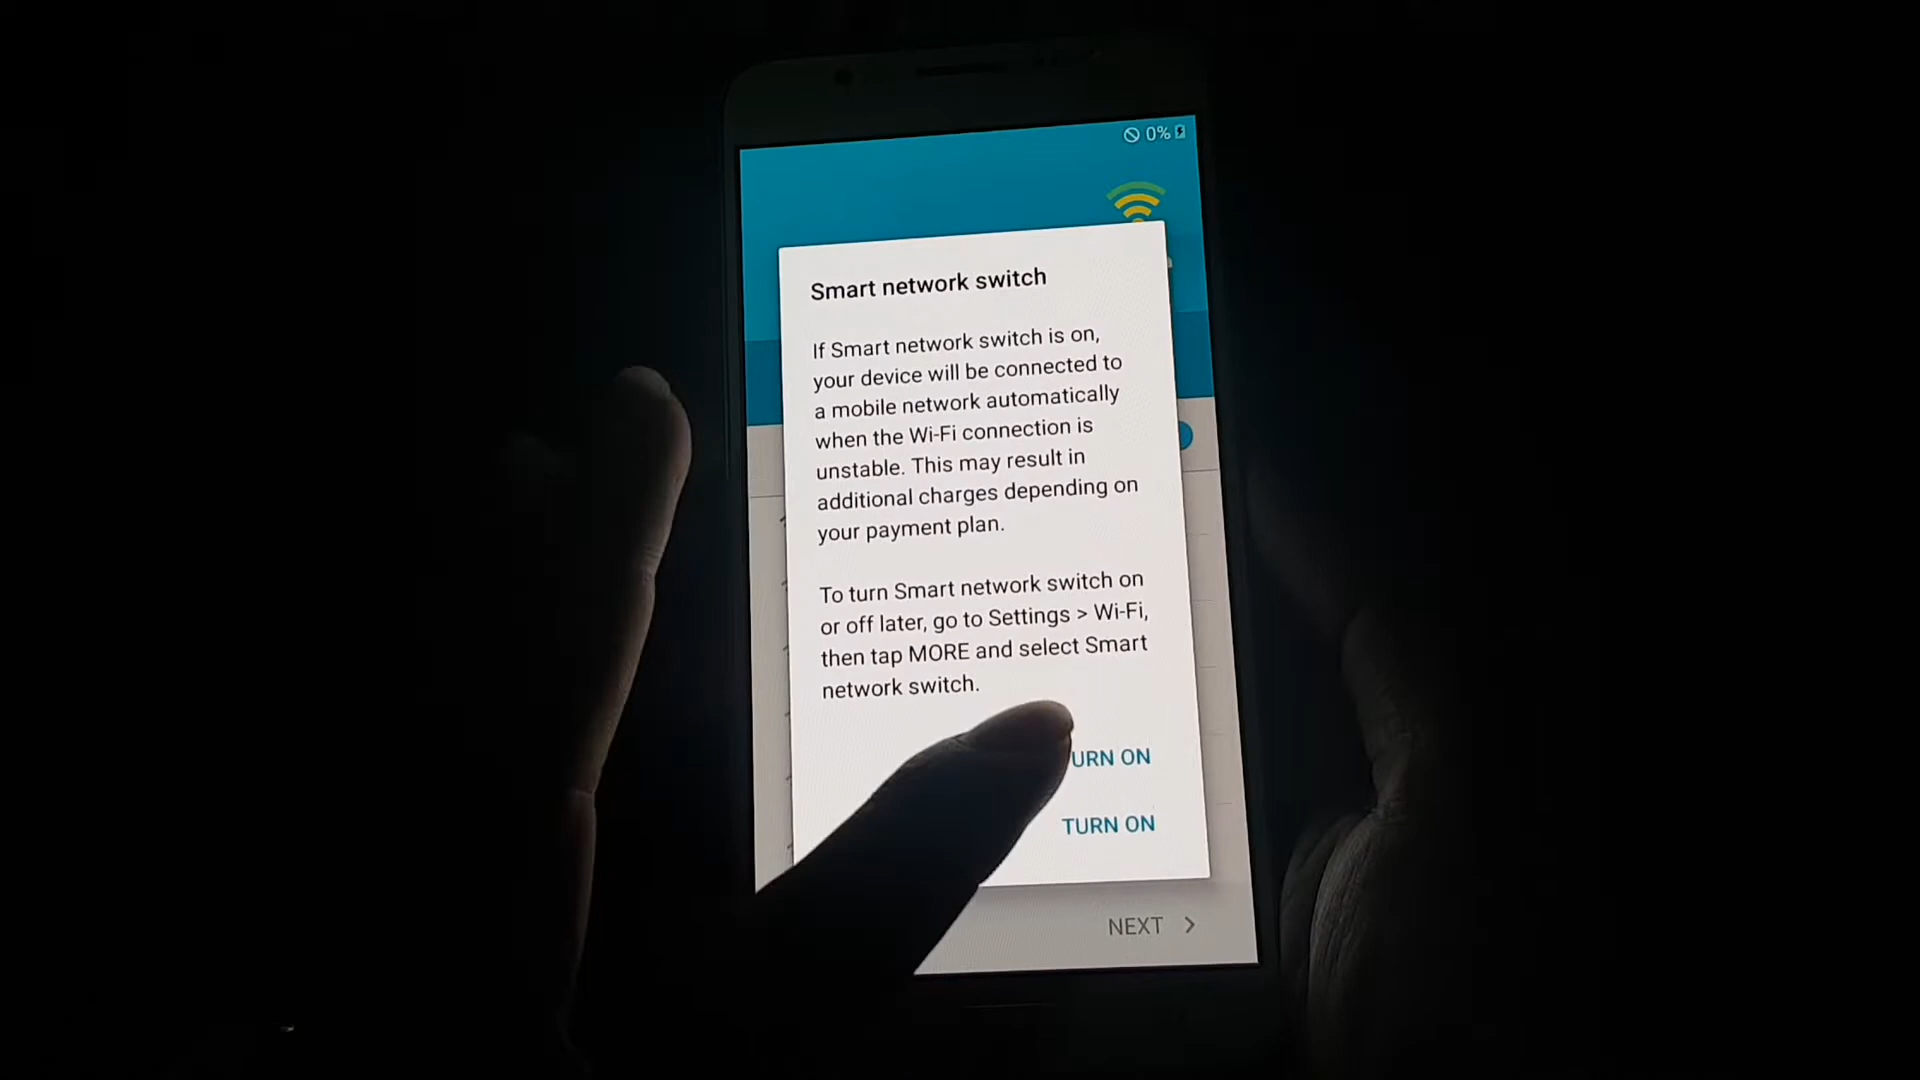 0%
Smart network switch
If Smart network switch is on,
your device will be connected to
a mobile network automatically
when the Wi-Fi connection is
unstable. This may result in
additional charges depending on
your payment plan.
To turn Smart network switch on
or off later, go to Settings > Wi-Fi,
then tap MORE and select Smart
network switch.
URN ON
TURN ON
NEXT >